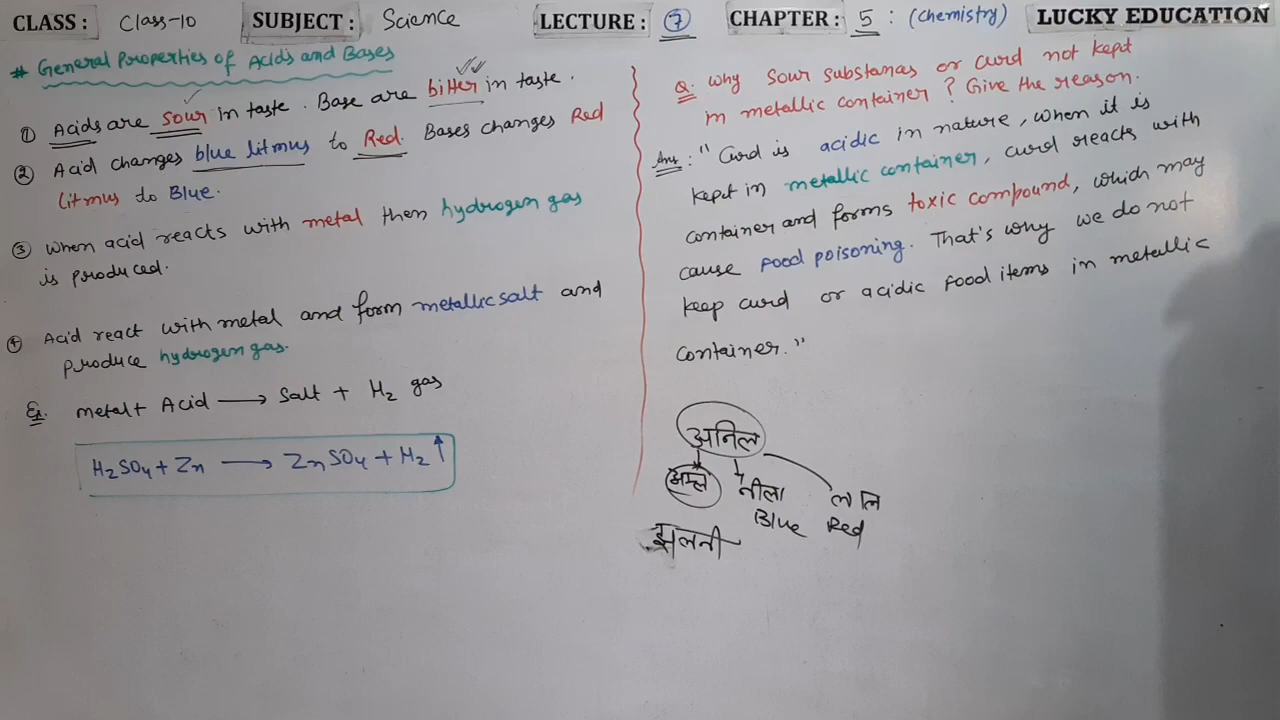 CLASS : Class-10 SUBJECT : Science LECTURE : 7 CHAPTER : 5 : (Chemistry) LUCKY EDUCATION
# General Properties of Acids and Bases
① Acids are sour in taste. Base are bitter in taste.
② Acid changes blue litmus to Red. Bases changes Red
litmus to Blue.
③ When acid reacts with metal then hydrogen gas
is produced.
④ Acid react with metal and form metallic salt and
produce hydrogen gas.
Ex. metal + Acid → Salt + H₂ gas
H₂SO₄ + Zn → ZnSO₄ + H₂ ↑
Q. Why Sour substanas or curd not kept
in metallic container ? Give the reason.
Ans : " Curd is acidic in nature, when it is
kept in metallic container, curd reacts with
container and forms toxic compound, which may
cause food poisoning. That's why we do not
keep curd or acidic food items in metallic
container."
अनिल
अम्ल नीला लाल
Blue Red
झलनी